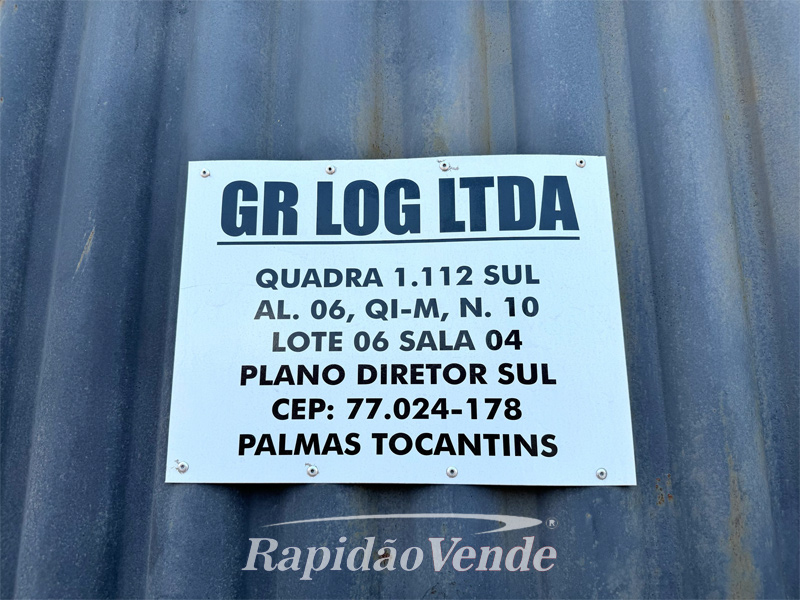 GR LOG LTDA
QUADRA 1.112 SUL
AL. 06, QI-M, N. 10
LOTE 06 SALA 04
PLANO DIRETOR SUL
CEP: 77.024-178
PALMAS TOCANTINS
RapidãoVende®